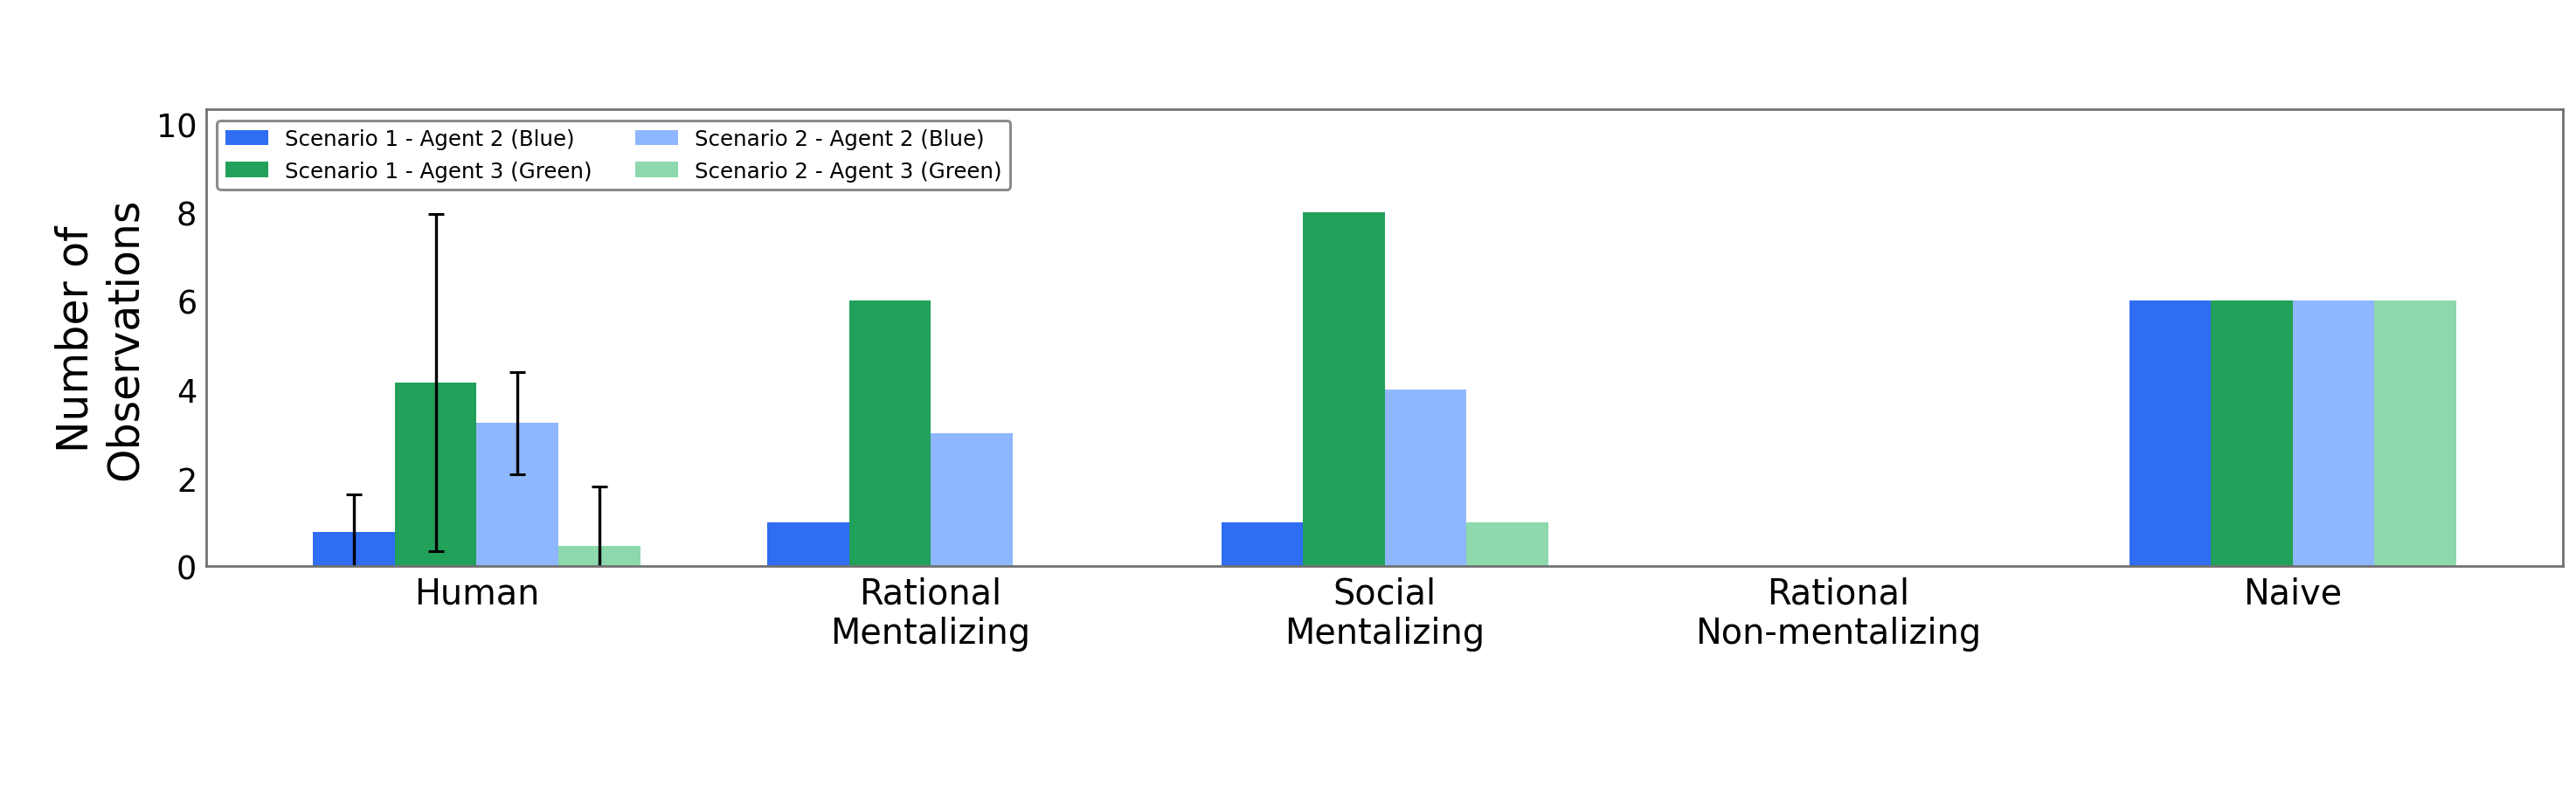 Number of
Observations
10
8
6
4
2
0
Scenario 1 - Agent 2 (Blue)
Scenario 1 - Agent 3 (Green)
Scenario 2 - Agent 2 (Blue)
Scenario 2 - Agent 3 (Green)
Human
Rational
Mentalizing
Social
Mentalizing
Rational
Non-mentalizing
Naive